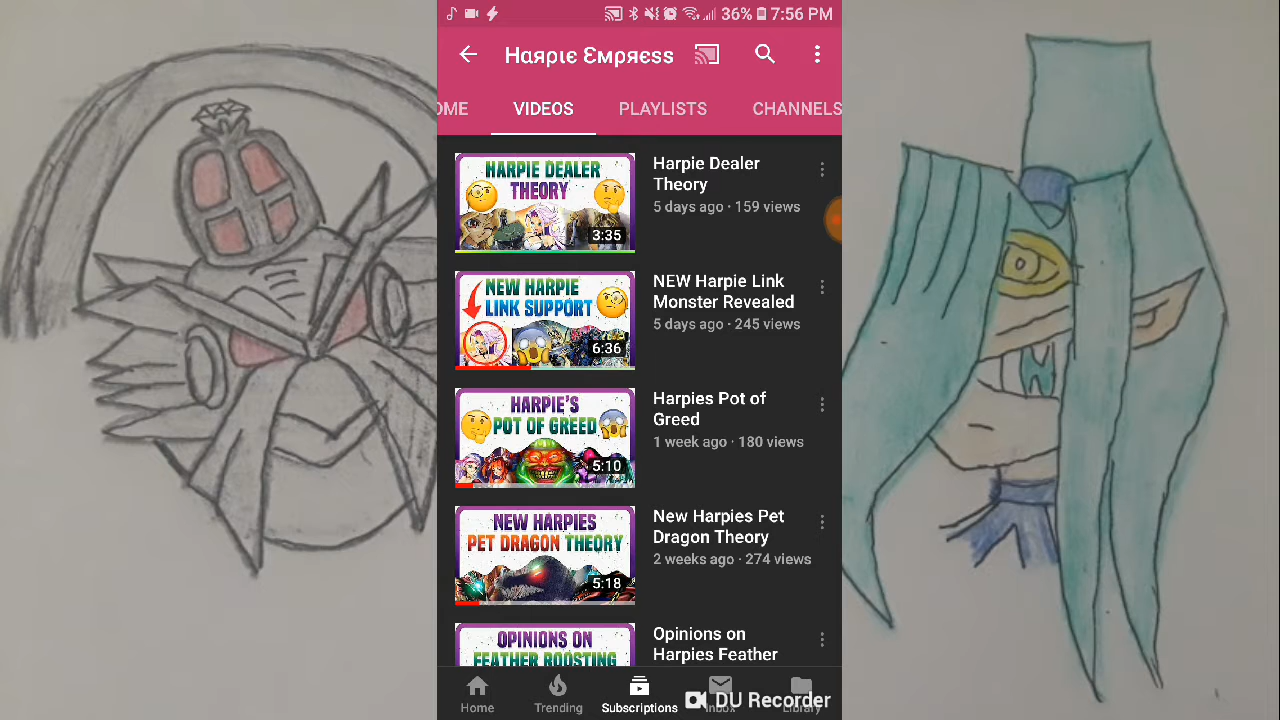 36% 7:56 PM
Hαяριє Ɛмρяєѕѕ
OME VIDEOS PLAYLISTS CHANNELS
HARPIE DEALER
THEORY
3:35
Harpie Dealer
Theory
5 days ago · 159 views
NEW HARPIE
LINK SUPPORT
6:36
NEW Harpie Link
Monster Revealed
5 days ago · 245 views
HARPIE'S
POT OF GREED
5:10
Harpies Pot of
Greed
1 week ago · 180 views
NEW HARPIES
PET DRAGON THEORY
5:18
New Harpies Pet
Dragon Theory
2 weeks ago · 274 views
OPINIONS ON
FEATHER BOOSTING
Opinions on
Harpies Feather
Home Trending Subscriptions Inbox Library
DU Recorder